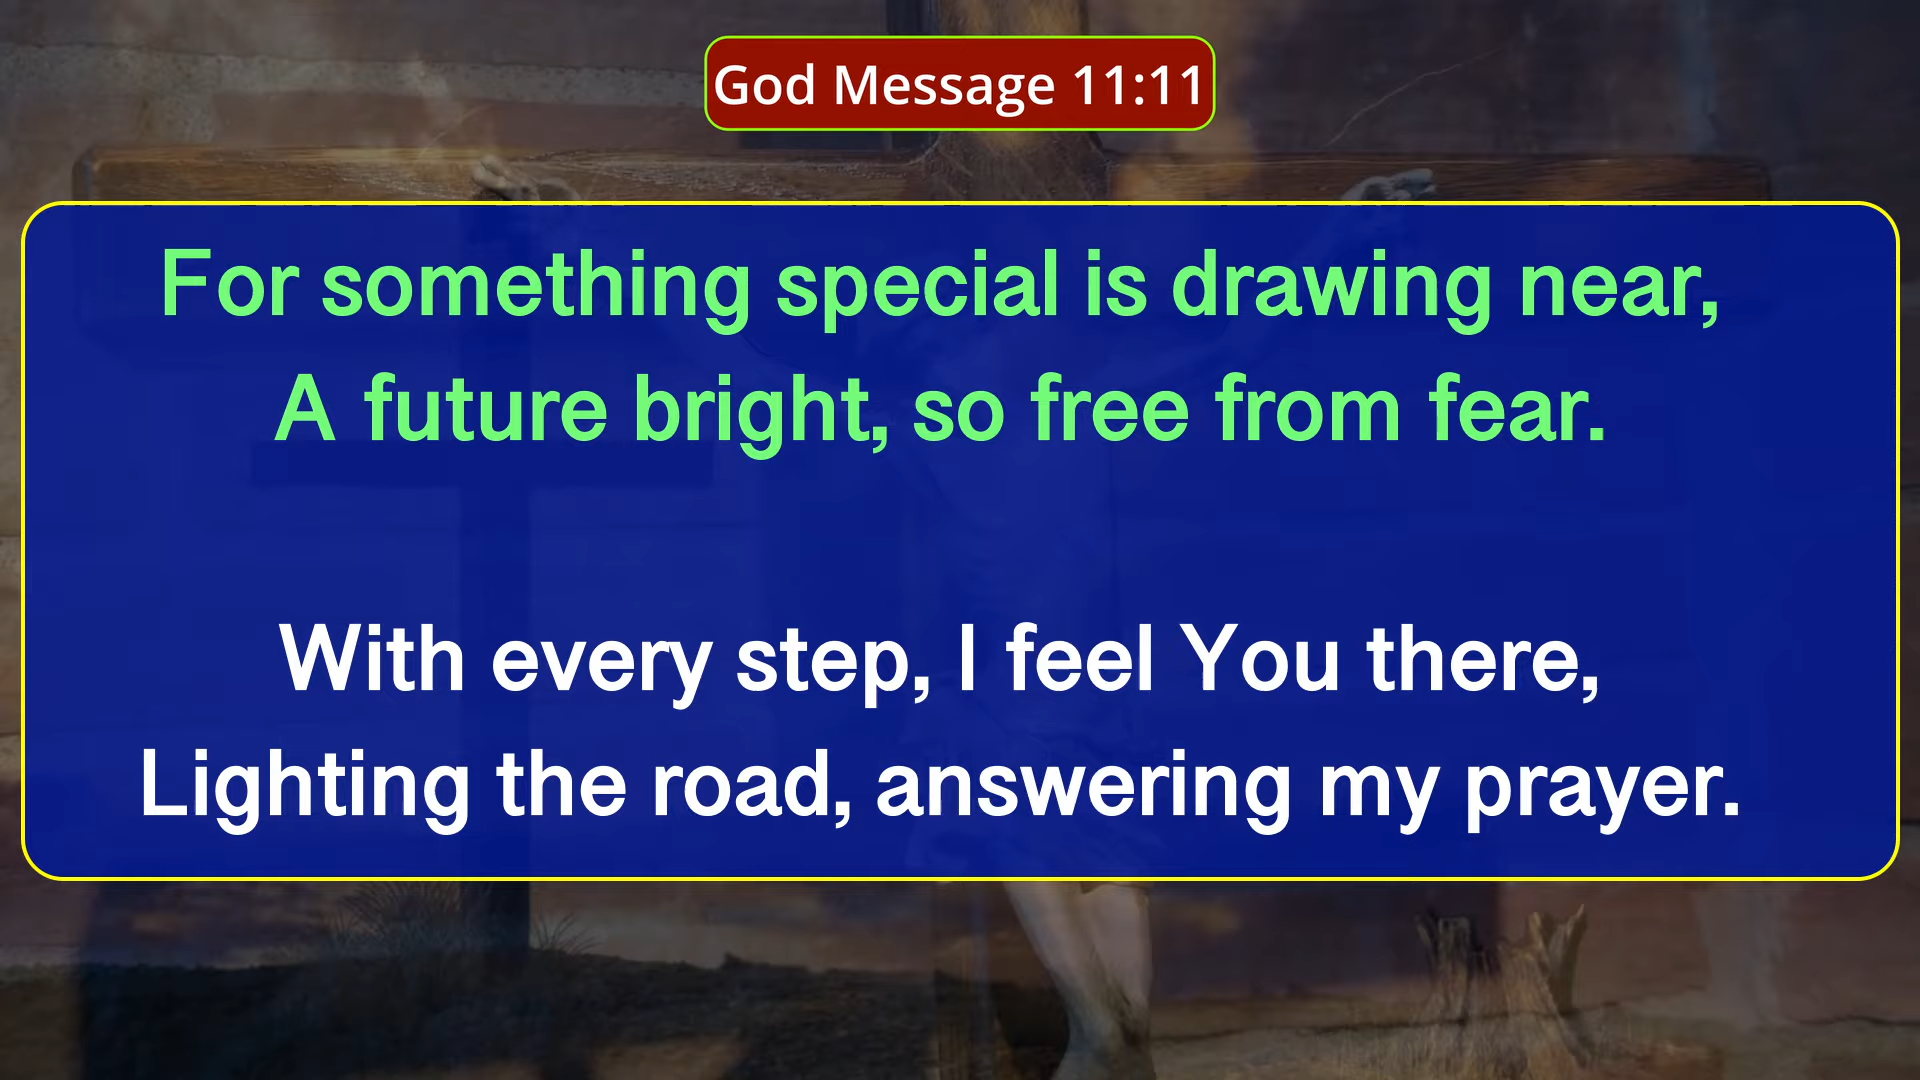 God Message 11:11
For something special is drawing near,
A future bright, so free from fear.
With every step, I feel You there,
Lighting the road, answering my prayer.